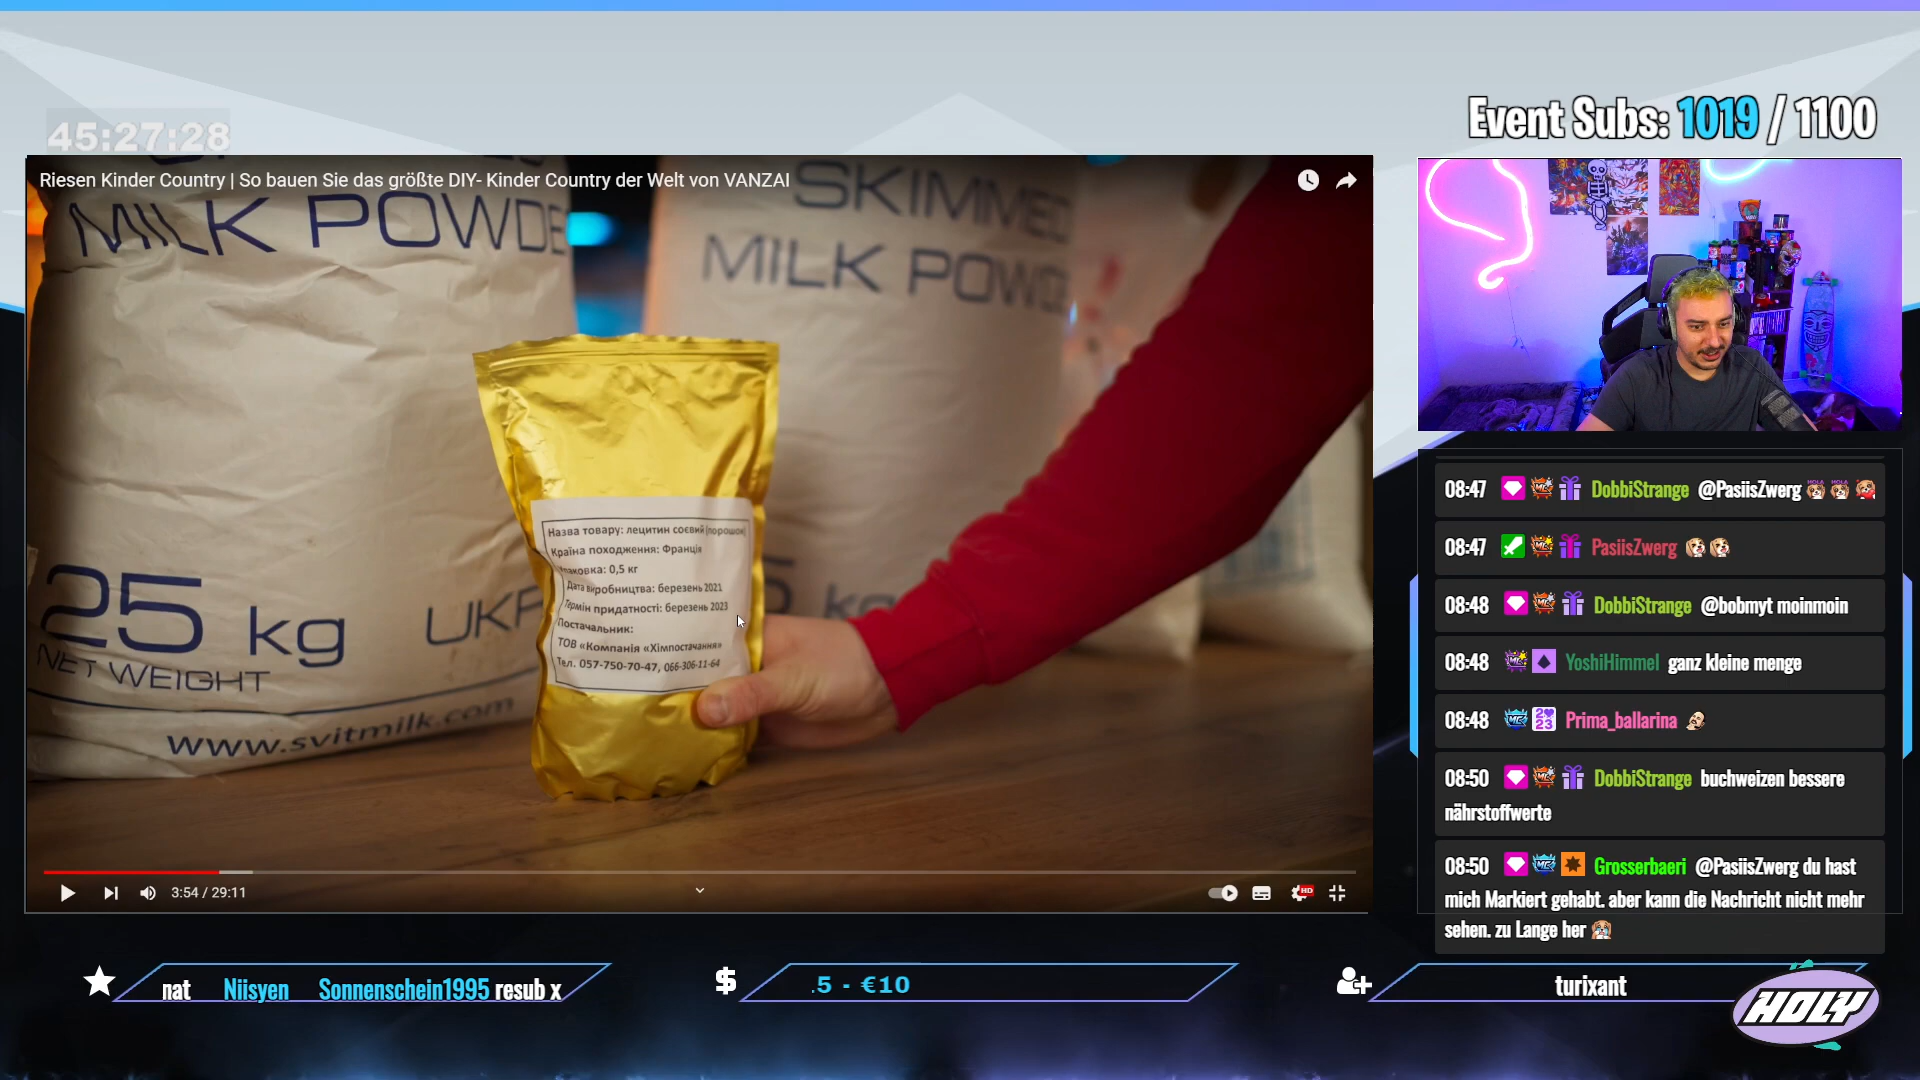 45:27:28
Event Subs: 1019 / 1100
Riesen Kinder Country | So bauen Sie das größte DIY- Kinder Country der Welt von VANZAI
MILK POWDE
SKIMMED
MILK POWDE
25 kg
NET WEIGHT
UKR
www.svitmilk.com
kg
Назва товару: лецитин соєвий (порошок)
Країна походження: Франція
Упаковка: 0,5 кг
Дата виробництва: березень 2021
Термін придатності: березень 2023
Постачальник:
ТОВ «Компанія «Хімпостачання»
Тел. 057-750-70-47, 066-306-11-64
3:54 / 29:11
HD
08:47 DobbiStrange @PasiisZwerg
08:47 PasiisZwerg
08:48 DobbiStrange @bobmyt moinmoin
08:48 YoshiHimmel ganz kleine menge
08:48 Prima_ballarina
08:50 DobbiStrange buchweizen bessere
nährstoffwerte
08:50 Grosserbaeri @PasiisZwerg du hast
mich Markiert gehabt. aber kann die Nachricht nicht mehr
sehen. zu Lange her
nat Niisyen Sonnenschein1995 resub x
$ .5 - €10
turixant
HOLY